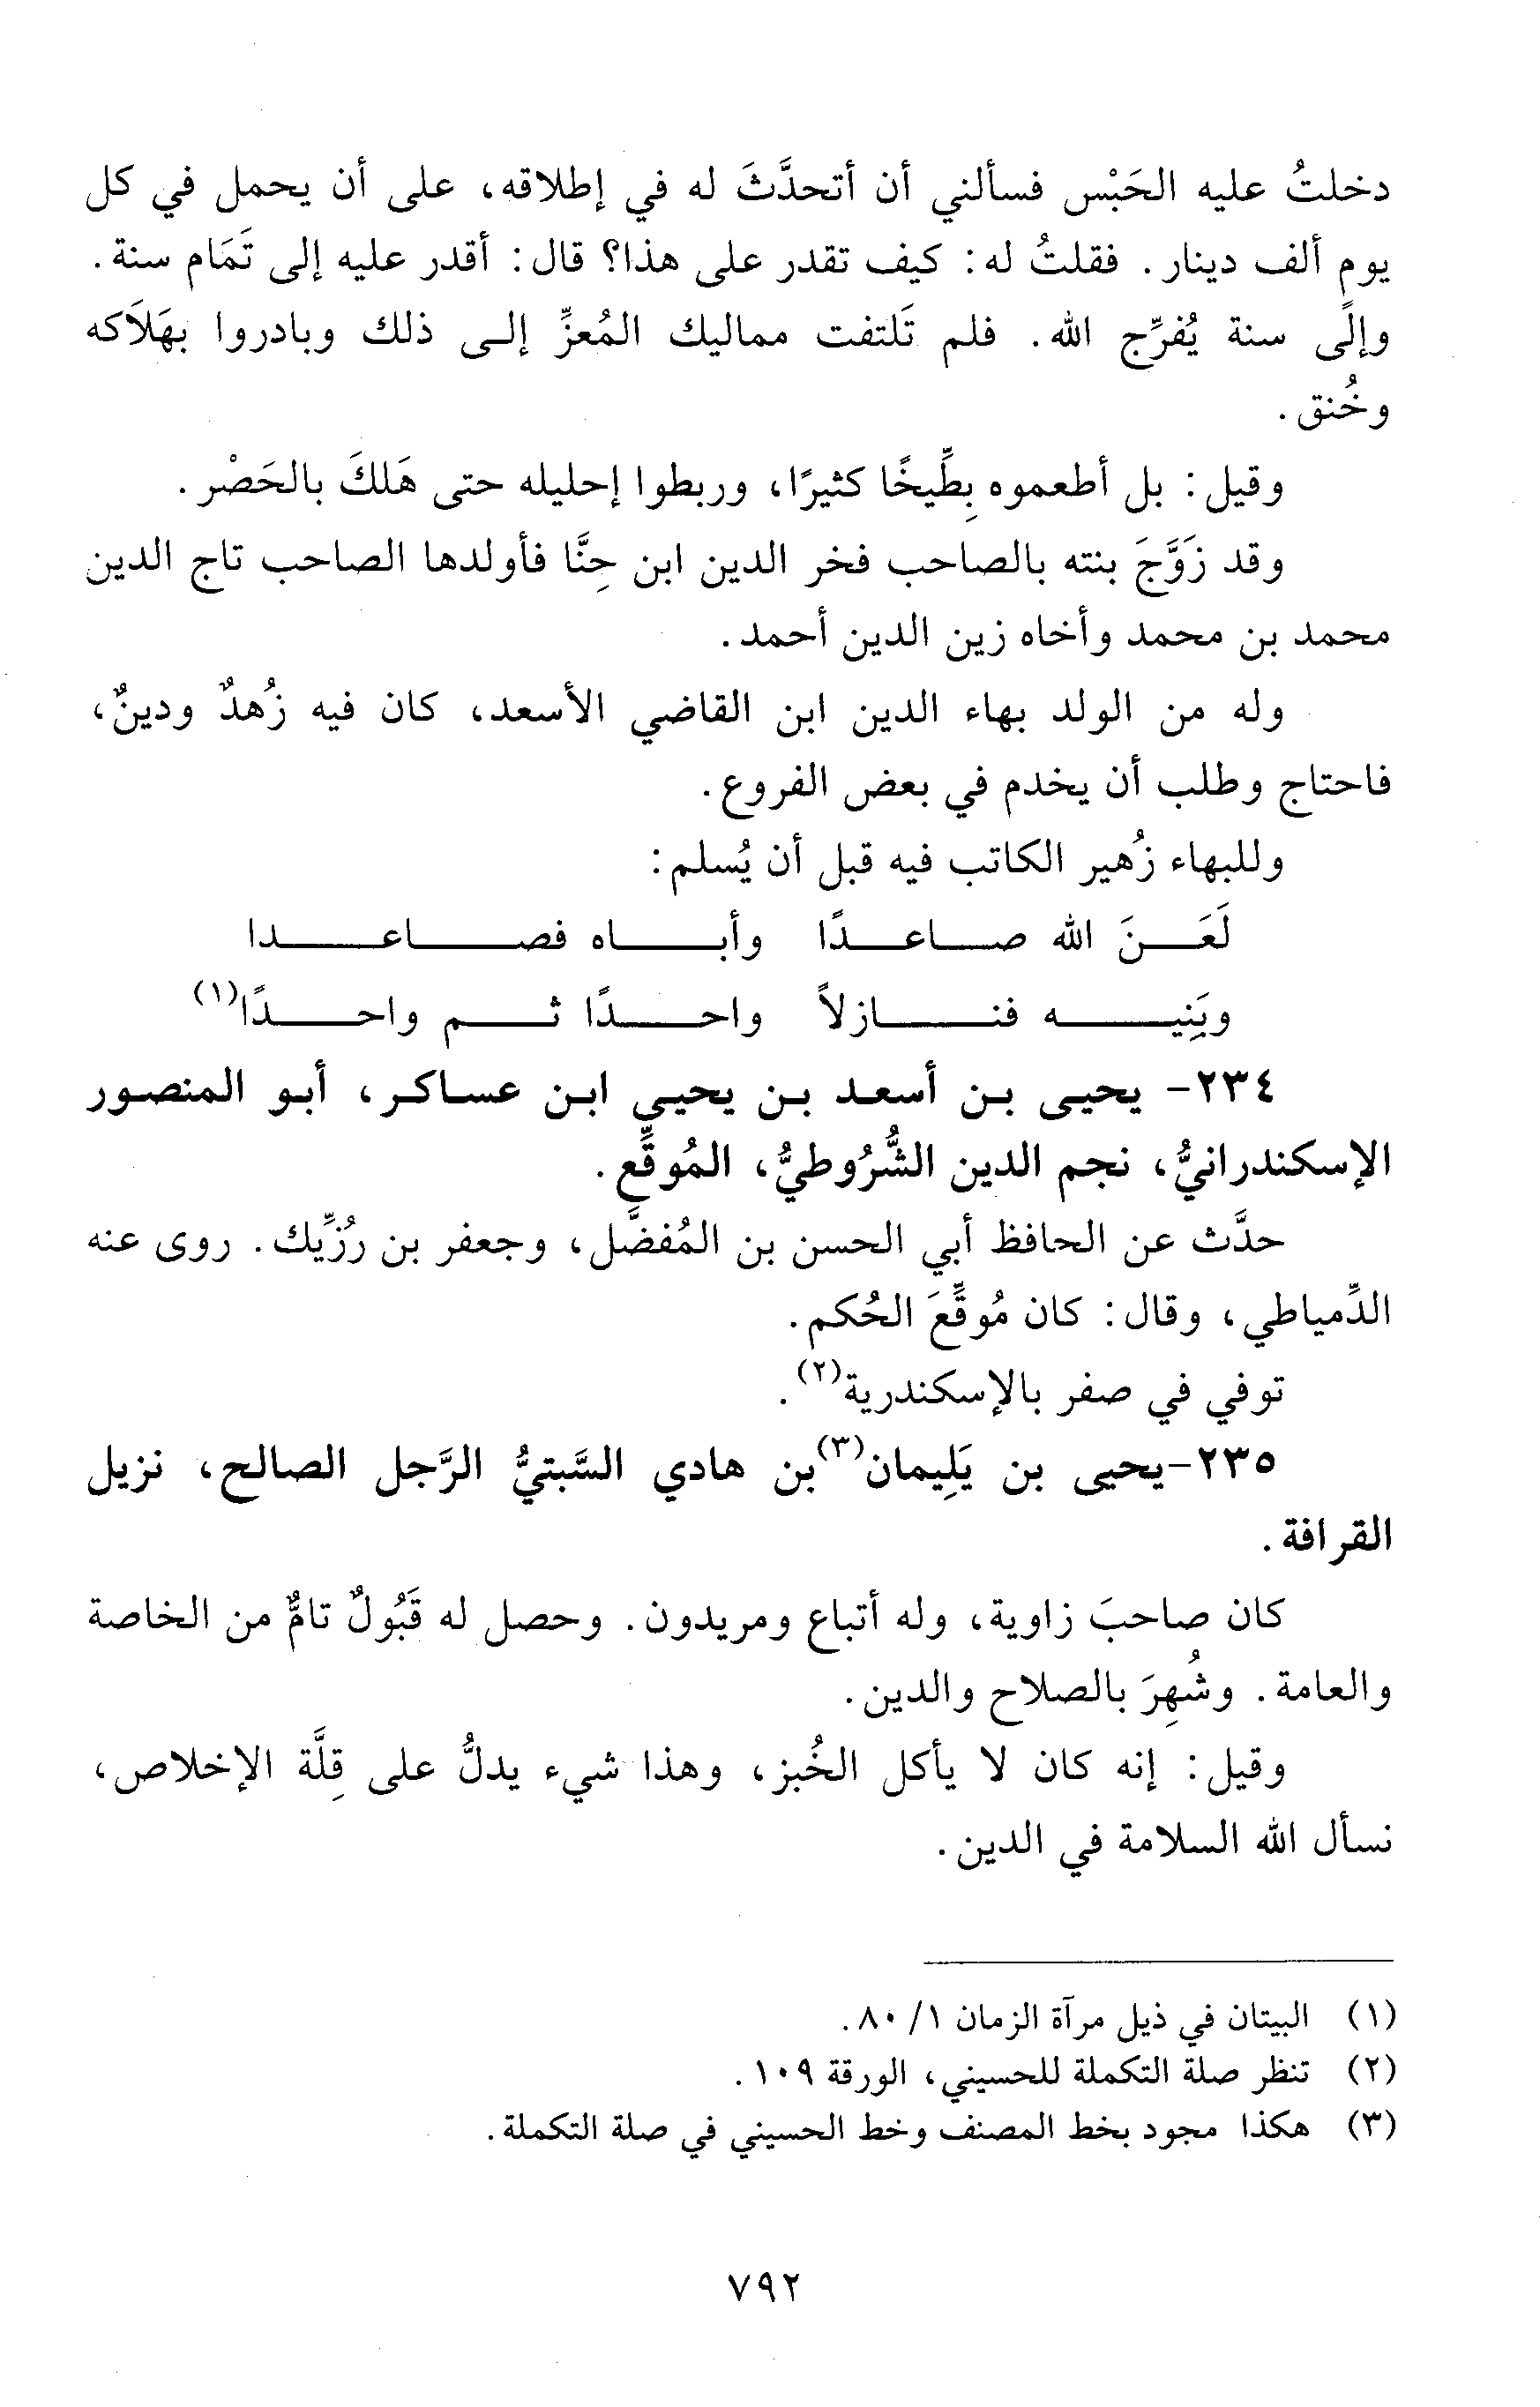 دخلتُ عليه الحَبْس فسألني أن أتحدَّثَ له في إطلاقه، على أن يحمل في كل
يوم ألف دينار. فقلتُ له: كيف تقدر على هذا؟ قال: أقدر عليه إلى تَمَام سنة.
وإلى سنة يُفرِّج الله. فلم تَلتفت مماليك المُعزِّ إلى ذلك وبادروا بهَلاَكه
وخُنق.
وقيل: بل أطعموه بِطِّيخًا كثيرًا، وربطوا إحليله حتى هَلكَ بالحَصْر.
وقد زَوَّجَ بنته بالصاحب فخر الدين ابن حِنَّا فأولدها الصاحب تاج الدين
محمد بن محمد وأخاه زين الدين أحمد.
وله من الولد بهاء الدين ابن القاضي الأسعد، كان فيه زُهدٌ ودينٌ،
فاحتاج وطلب أن يخدم في بعض الفروع.
وللبهاء زُهير الكاتب فيه قبل أن يُسلم:
لَعَنَ الله صاعدًا وأباه فصاعدا
وبَنِيه فنازلاً واحدًا ثم واحدًا(١)
٢٣٤- يحيى بن أسعد بن يحيى ابن عساكر، أبو المنصور
الإسكندرانيُّ، نجم الدين الشُّرُوطيُّ، المُوقِّع.
حدَّث عن الحافظ أبي الحسن بن المُفضَّل، وجعفر بن رُزِّيك. روى عنه
الدِّمياطي، وقال: كان مُوقِّعَ الحُكم.
توفي في صفر بالإسكندرية(٢).
٢٣٥-يحيى بن يَلِيمان(٣)بن هادي السَّبتيُّ الرَّجل الصالح، نزيل
القرافة.
كان صاحبَ زاوية، وله أتباع ومريدون. وحصل له قَبُولٌ تامٌّ من الخاصة
والعامة. وشُهِرَ بالصلاح والدين.
وقيل: إنه كان لا يأكل الخُبز، وهذا شيء يدلُّ على قِلَّة الإخلاص،
نسأل الله السلامة في الدين.
(١) البيتان في ذيل مرآة الزمان ١/ ٨٠.
(٢) تنظر صلة التكملة للحسيني، الورقة ١٠٩.
(٣) هكذا مجود بخط المصنف وخط الحسيني في صلة التكملة.
٧٩٢